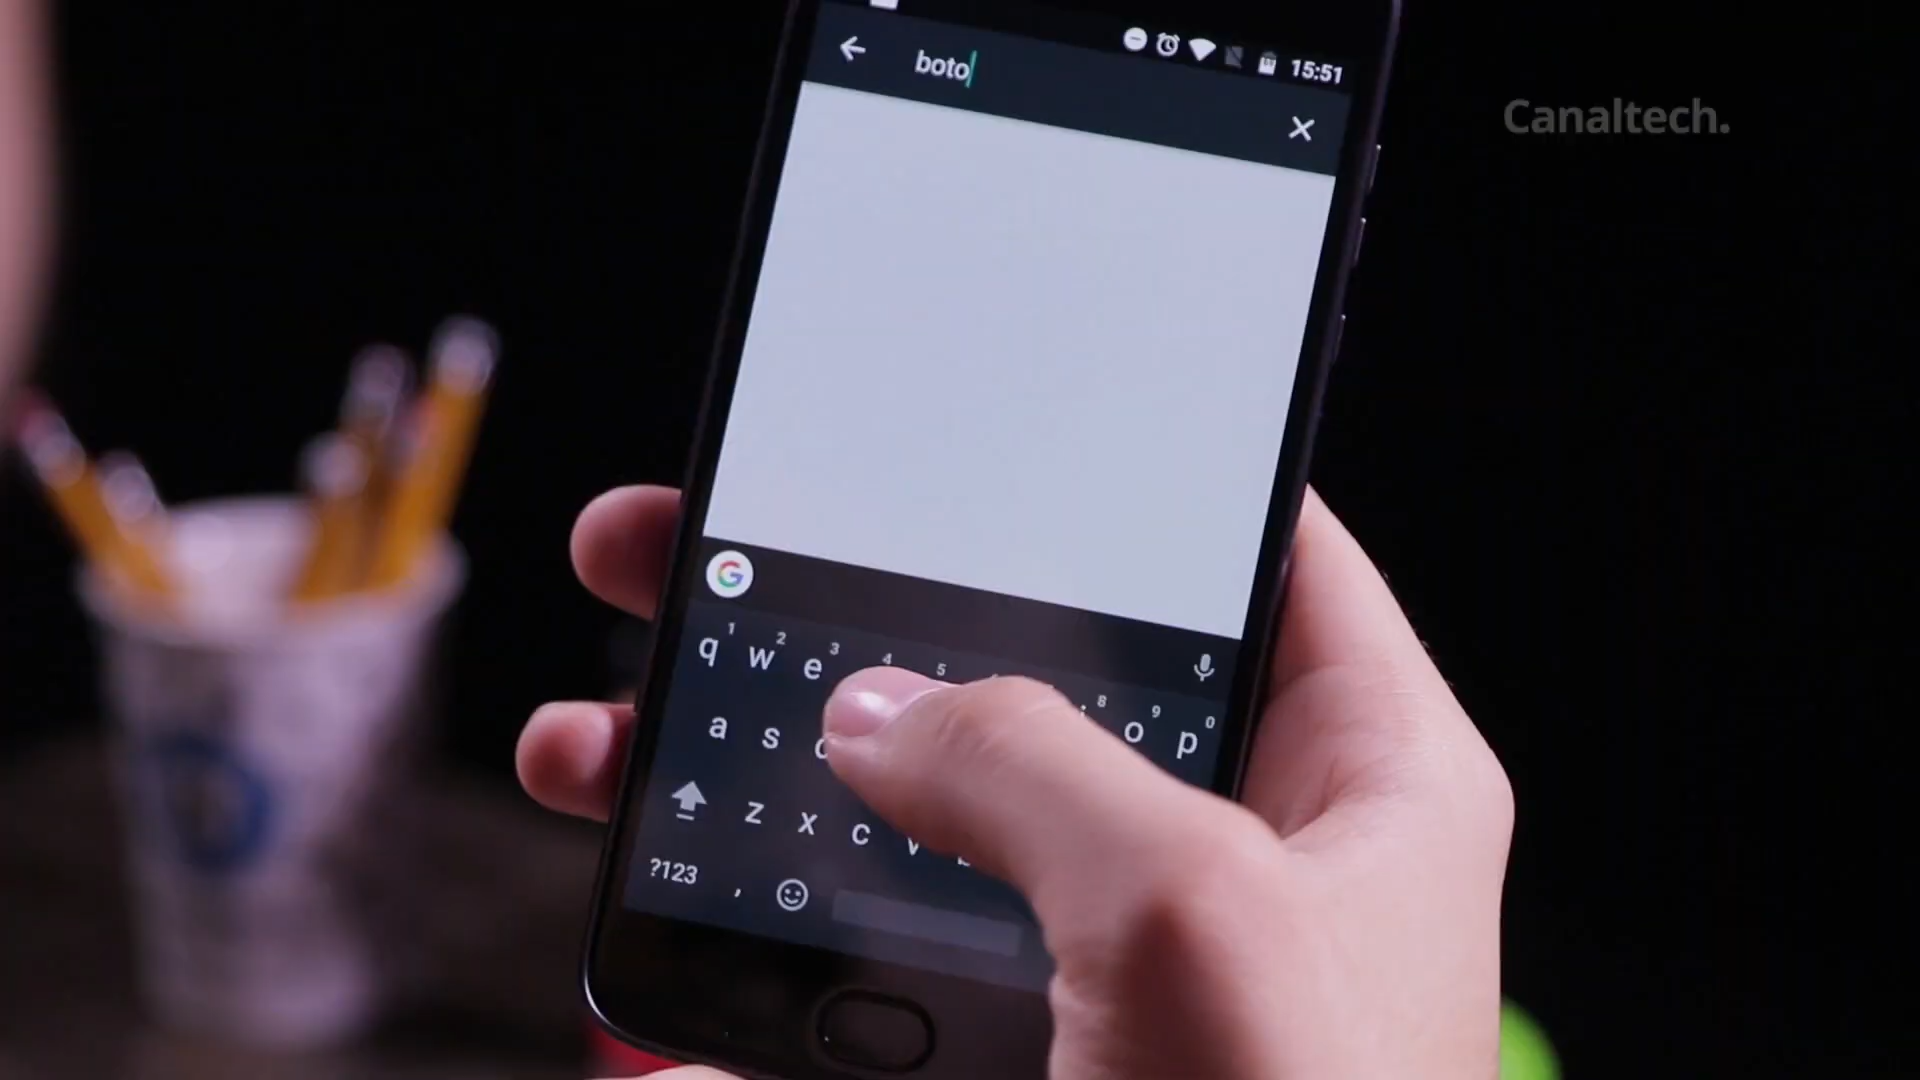 15:51
boto
Canaltech.
G
1 2 3 4 5 8 9 0
q w e o p
a s
z x c v
?123 ,